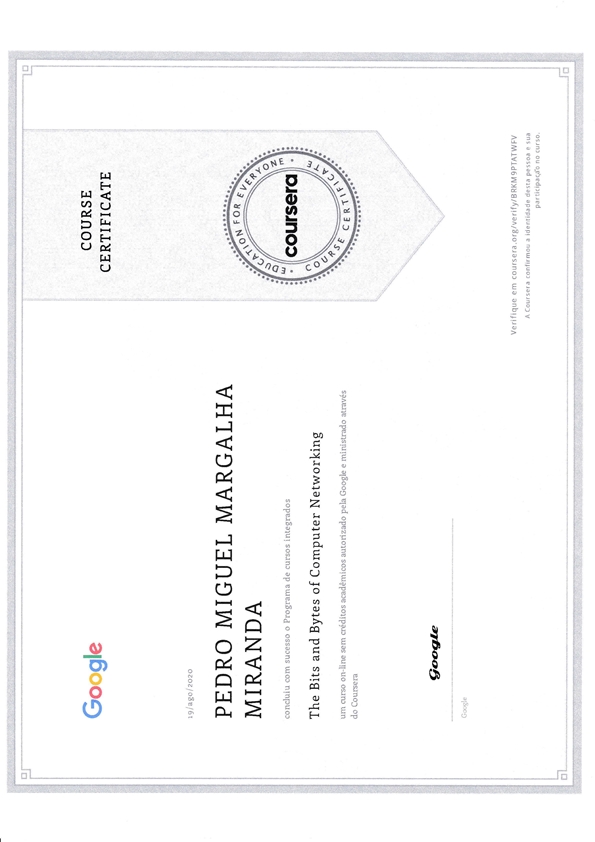 Google
19/ago/2020
PEDRO MIGUEL MARGALHA
MIRANDA
concluiu com sucesso o Programa de cursos integrados
The Bits and Bytes of Computer Networking
um curso on-line sem créditos acadêmicos autorizado pela Google e ministrado através
do Coursera
Google
Google
COURSE
CERTIFICATE
EDUCATION FOR EVERYONE
coursera
COURSE CERTIFICATE
Verifique em coursera.org/verify/BRKM9PTATWFV
A Coursera confirmou a identidade desta pessoa e sua
participação no curso.